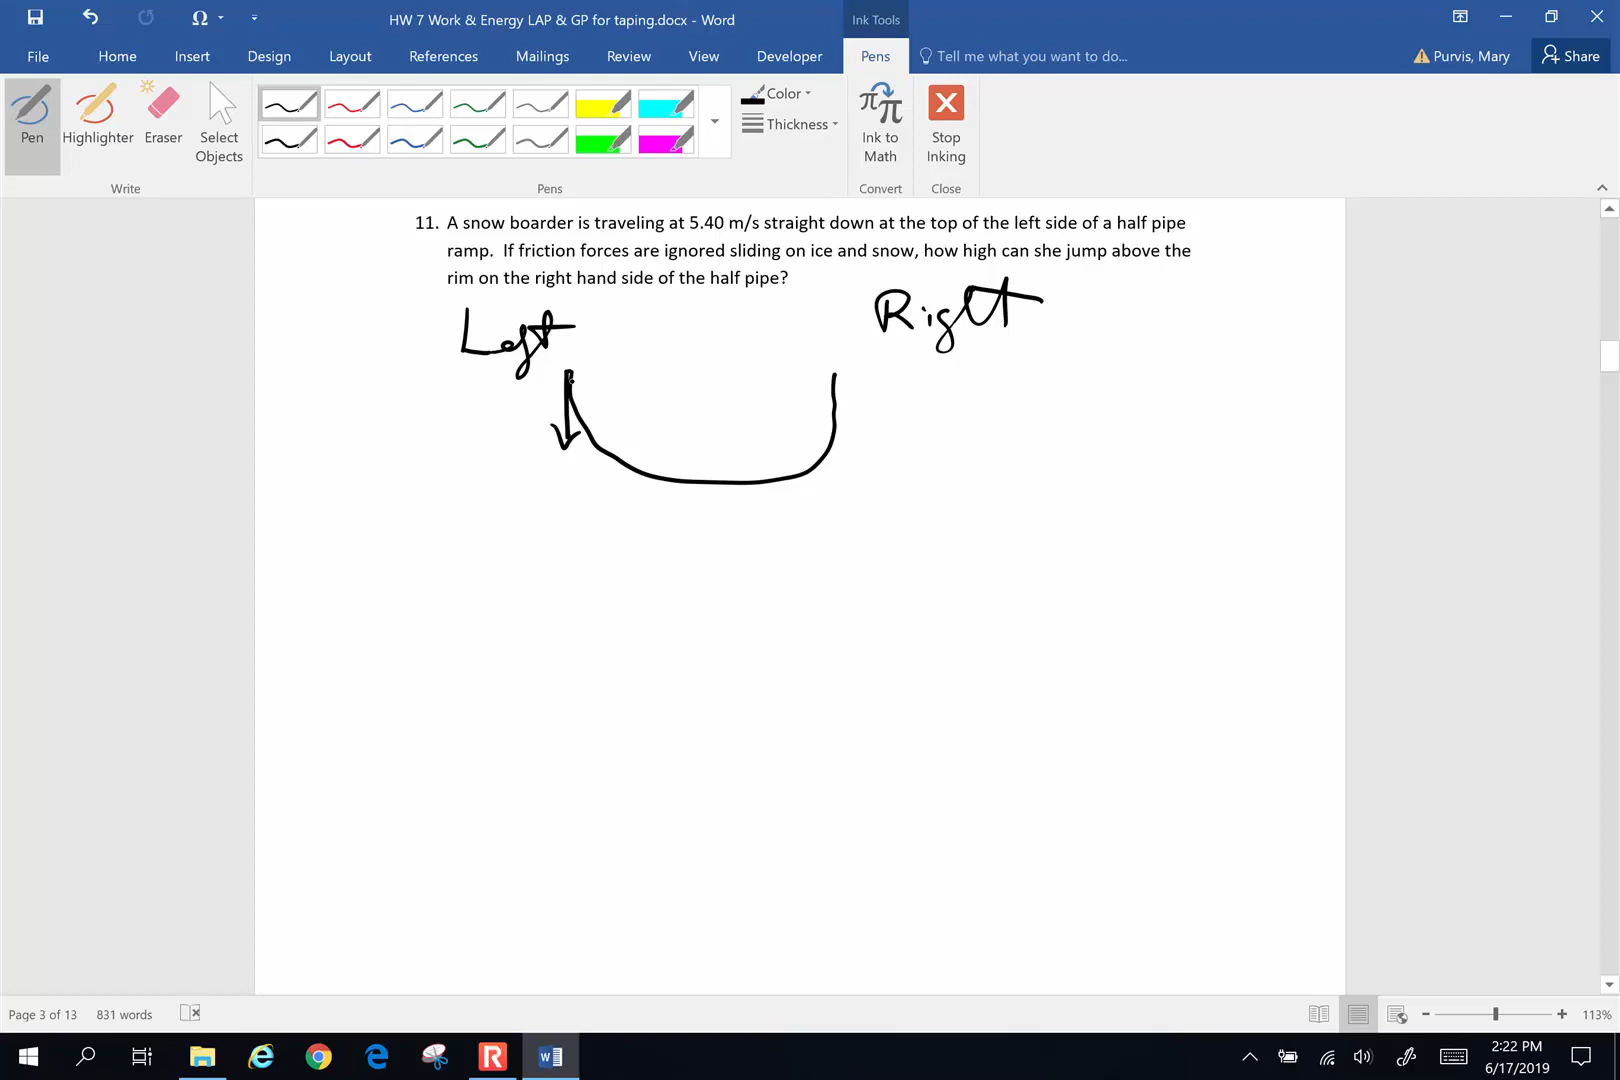 HW 7 Work & Energy LAP & GP for taping.docx - Word
Ink Tools
File Home Insert Design Layout References Mailings Review View Developer Pens Tell me what you want to do... Purvis, Mary Share
Pen Highlighter Eraser Select Objects
Color
Thickness
Ink to Math
Stop Inking
Write Pens Convert Close
11. A snow boarder is traveling at 5.40 m/s straight down at the top of the left side of a half pipe
ramp. If friction forces are ignored sliding on ice and snow, how high can she jump above the
rim on the right hand side of the half pipe?
Left Right
Page 3 of 13 831 words 113%
2:22 PM
6/17/2019